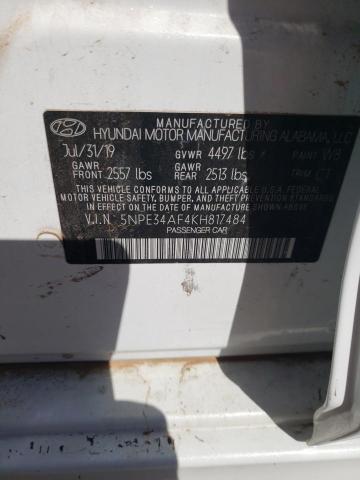 MANUFACTURED BY
HYUNDAI MOTOR MANUFACTURING ALABAMA, LLC
Jul/31/19 GVWR 4497 lbs PAINT W8
GAWR FRONT 2557 lbs GAWR REAR 2513 lbs TRIM
THIS VEHICLE CONFORMS TO ALL APPLICABLE U.S. FEDERAL
MOTOR VEHICLE SAFETY, BUMPER, AND THEFT PREVENTION
STANDARDS IN EFFECT ON THE DATE OF MANUFACTURE
SHOWN ABOVE.
V.I.N 5NPE34AF4KH817484
PASSENGER CAR